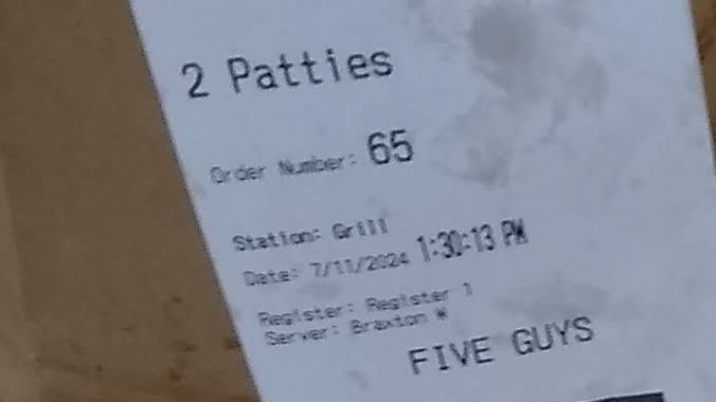 2 Patties
Order Number: 65
Station: Grill
Date: 7/11/2024 1:30:13 PM
Register: Register 1
Server: Braxton W
FIVE GUYS